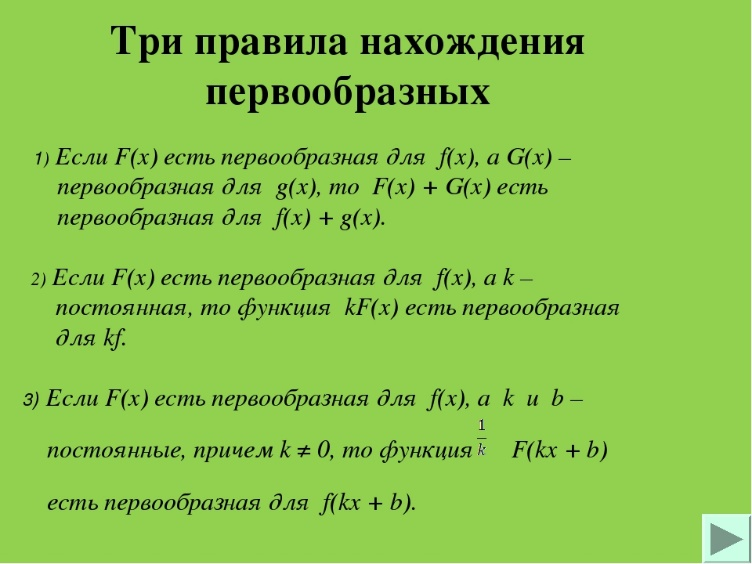 Три правила нахождения
первообразных
1) Если F(x) есть первообразная для f(x), а G(x) –
первообразная для g(x), то F(x) + G(x) есть
первообразная для f(x) + g(x).
2) Если F(x) есть первообразная для f(x), а k –
постоянная, то функция kF(x) есть первообразная
для kf.
3) Если F(x) есть первообразная для f(x), а k и b –
постоянные, причем k ≠ 0, то функция 1/k F(kx + b)
есть первообразная для f(kx + b).